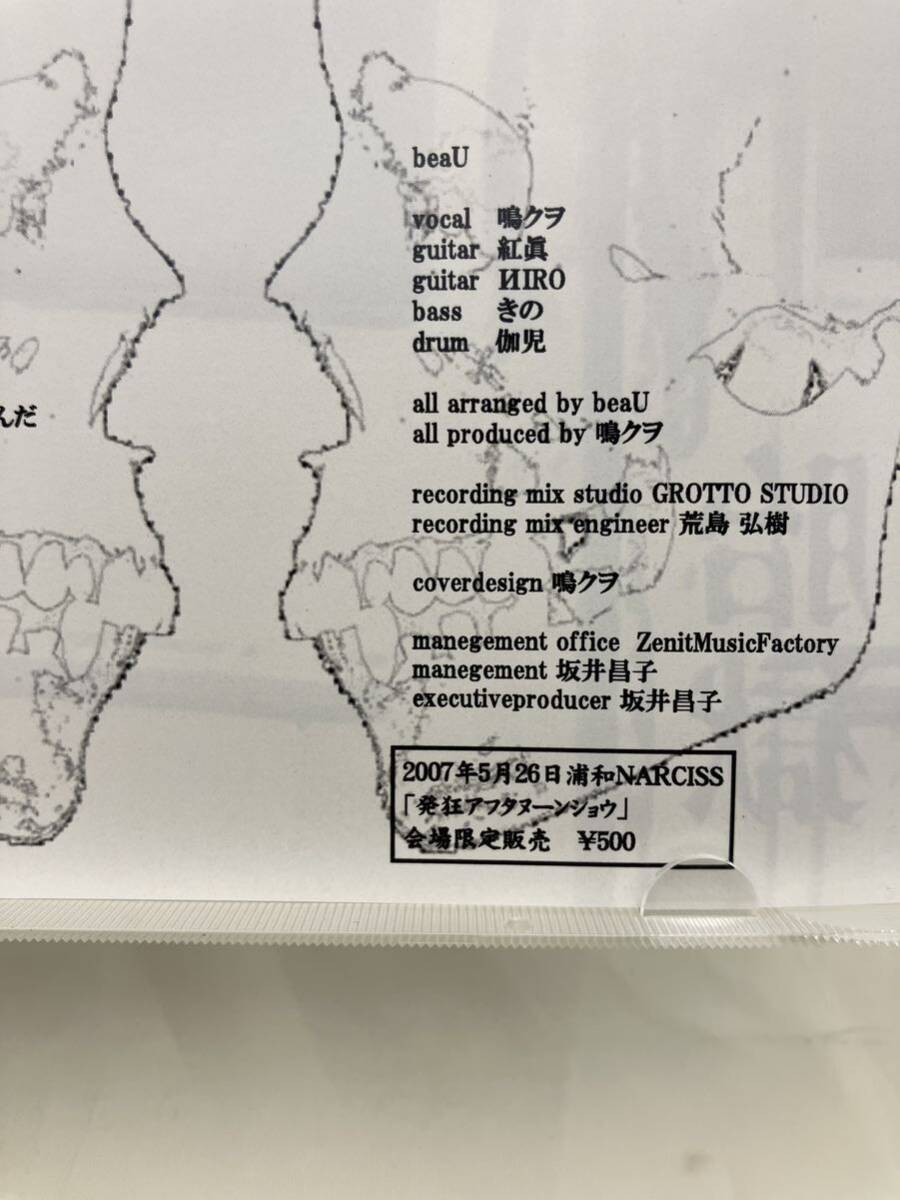 beaU
vocal 鳴クヲ
guitar 紅眞
guitar ИIRO
bass きの
drum 伽児
んだ
all arranged by beaU
all produced by 鳴クヲ
recording mix studio GROTTO STUDIO
recording mix engineer 荒島 弘樹
coverdesign 鳴クヲ
manegement office ZenitMusicFactory
manegement 坂井昌子
executiveproducer 坂井昌子
2007年5月26日浦和NARCISS
「発狂アフタヌーンショウ」
会場限定販売 ¥500